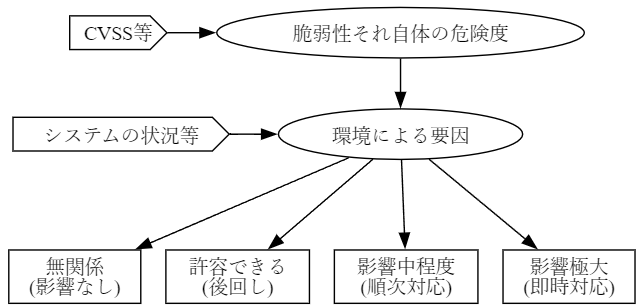 CVSS等
脆弱性それ自体の危険度
システムの状況等
環境による要因
無関係
(影響なし)
許容できる
(後回し)
影響中程度
(順次対応)
影響極大
(即時対応)